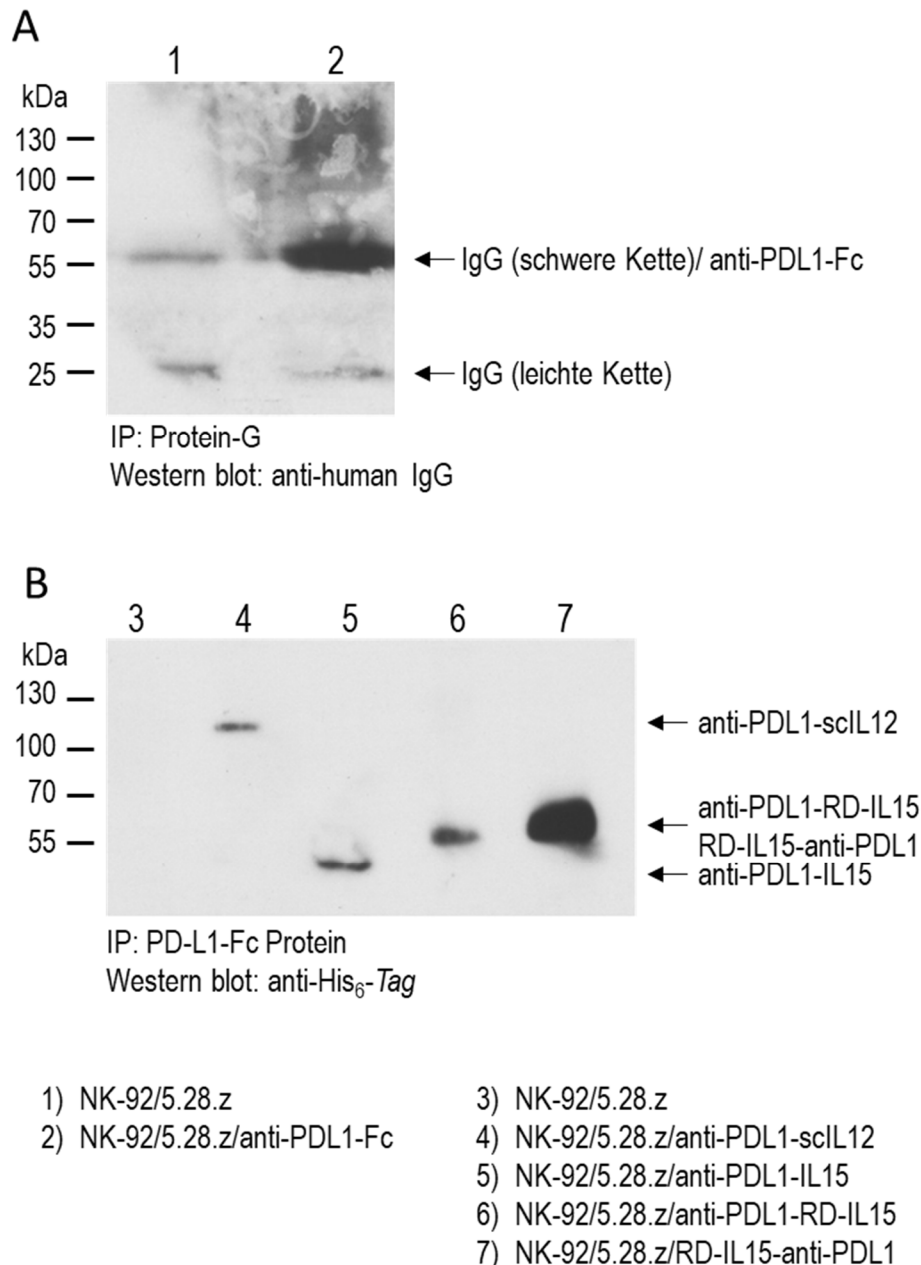 A
1 2
kDa
130
100
70
55
35
25
IgG (schwere Kette)/ anti-PDL1-Fc
IgG (leichte Kette)
IP: Protein-G
Western blot: anti-human IgG
B
3 4 5 6 7
kDa
130
100
70
55
anti-PDL1-scIL12
anti-PDL1-RD-IL15
RD-IL15-anti-PDL1
anti-PDL1-IL15
IP: PD-L1-Fc Protein
Western blot: anti-His₆-Tag
1) NK-92/5.28.z
2) NK-92/5.28.z/anti-PDL1-Fc
3) NK-92/5.28.z
4) NK-92/5.28.z/anti-PDL1-scIL12
5) NK-92/5.28.z/anti-PDL1-IL15
6) NK-92/5.28.z/anti-PDL1-RD-IL15
7) NK-92/5.28.z/RD-IL15-anti-PDL1